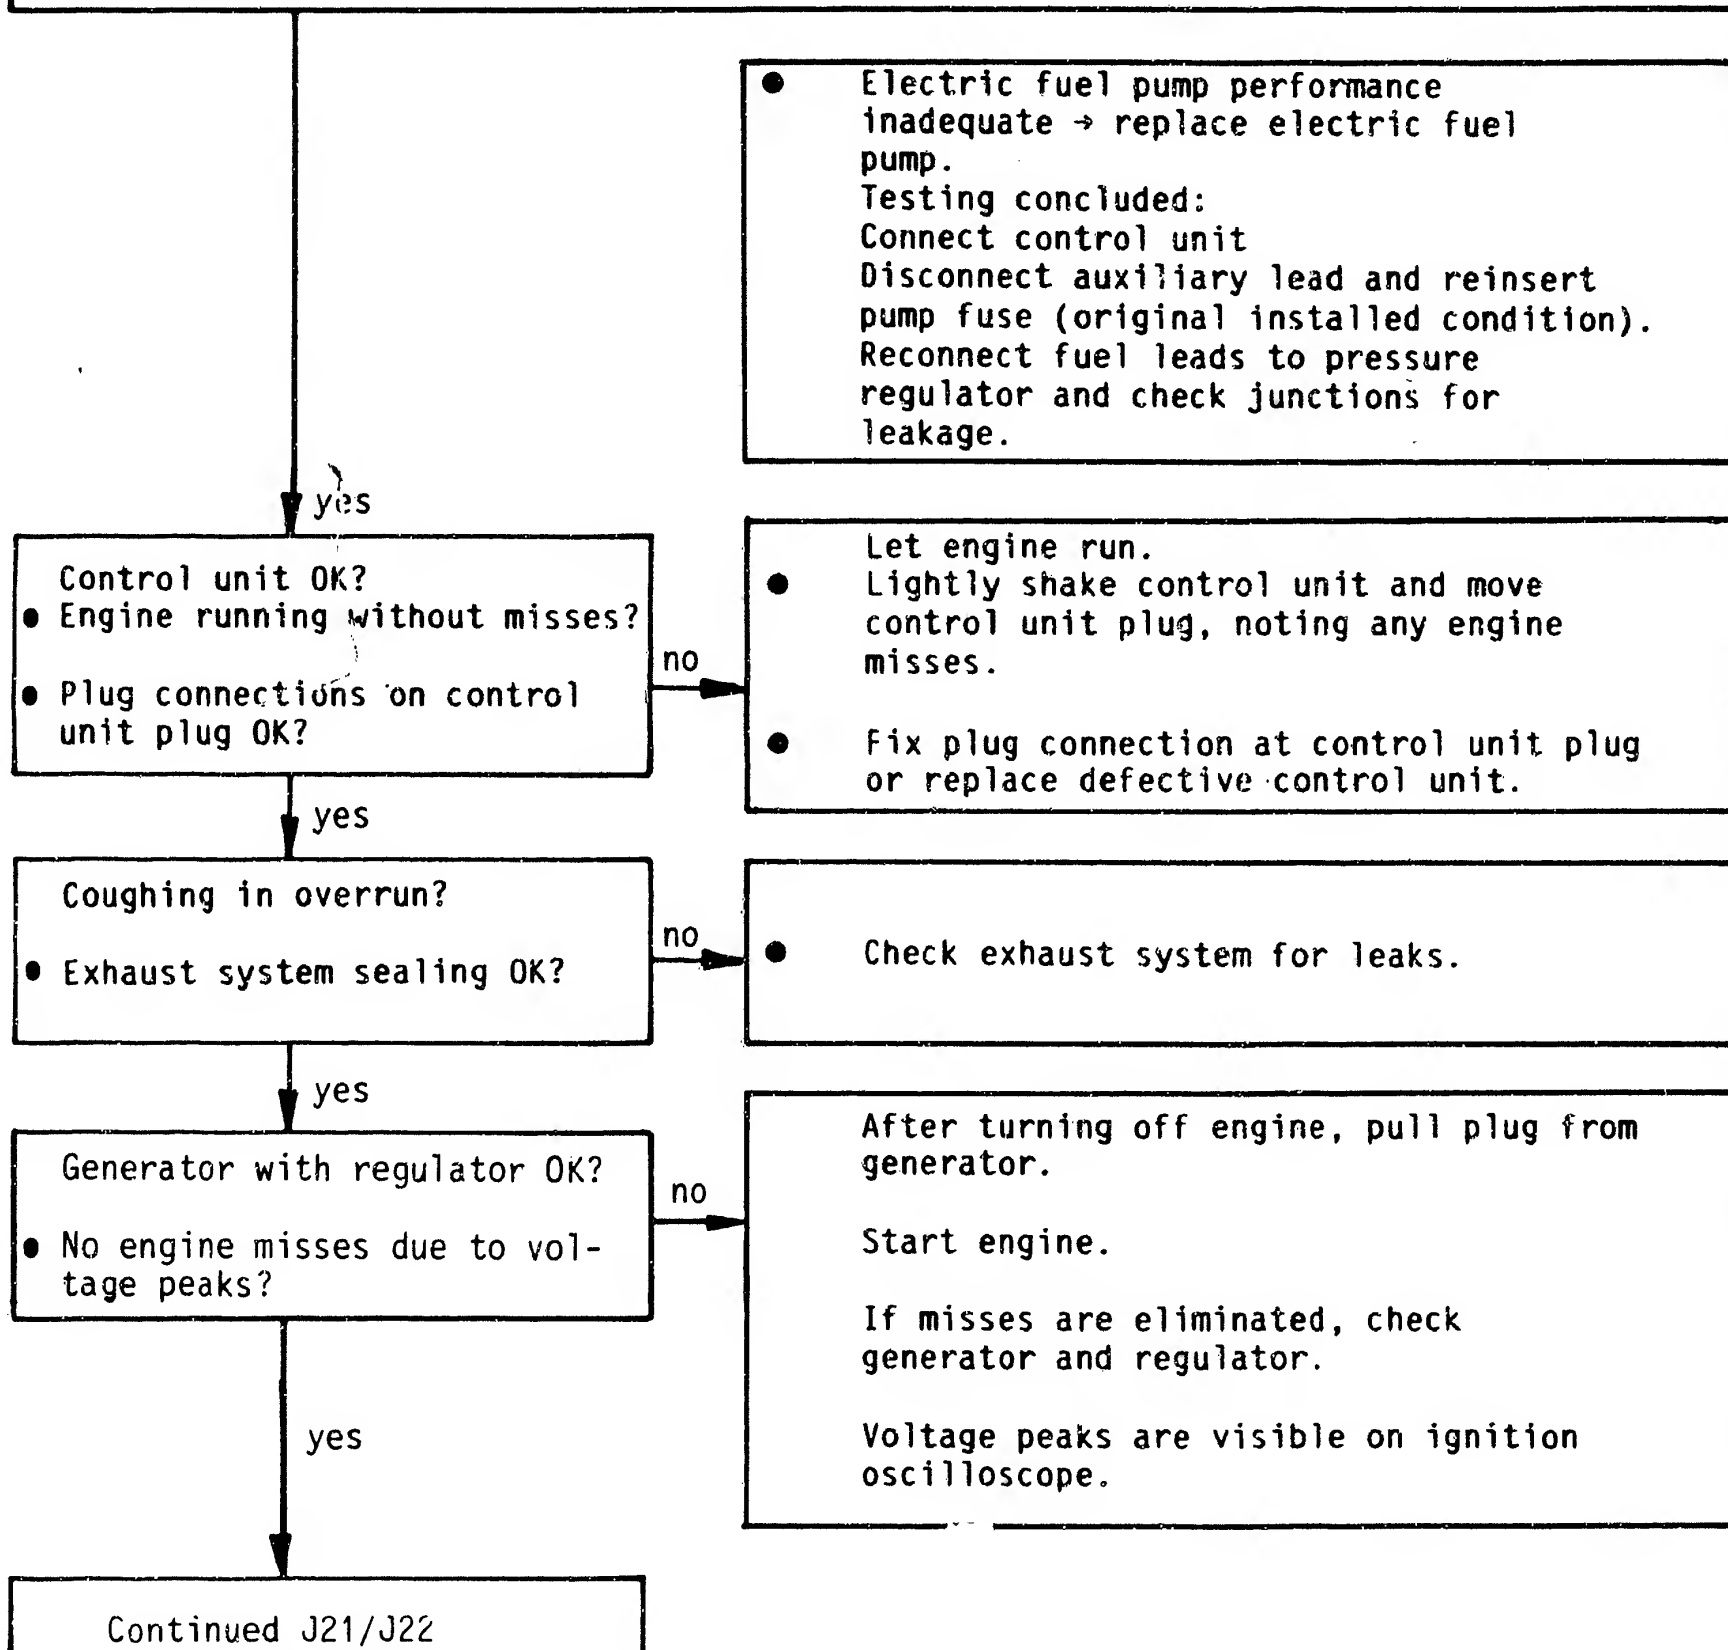 ● Electric fuel pump performance
inadequate → replace electric fuel
pump.
Testing concluded:
Connect control unit
Disconnect auxiliary lead and reinsert
pump fuse (original installed condition).
Reconnect fuel leads to pressure
regulator and check junctions for
leakage.
yes
Control unit OK?
● Engine running without misses?
● Plug connections on control
unit plug OK?
no
Let engine run.
● Lightly shake control unit and move
control unit plug, noting any engine
misses.
● Fix plug connection at control unit plug
or replace defective control unit.
yes
Coughing in overrun?
● Exhaust system sealing OK?
no
● Check exhaust system for leaks.
yes
Generator with regulator OK?
● No engine misses due to vol-
tage peaks?
no
After turning off engine, pull plug from
generator.
Start engine.
If misses are eliminated, check
generator and regulator.
Voltage peaks are visible on ignition
oscilloscope.
yes
Continued J21/J22